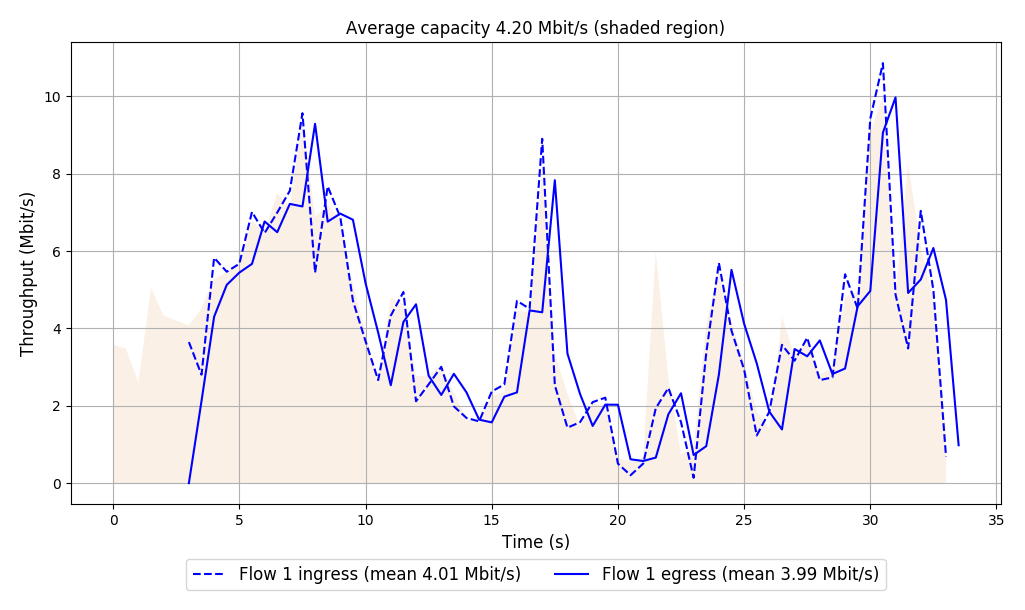 Average capacity 4.20 Mbit/s (shaded region)
Throughput (Mbit/s)
10
8
6
4
2
0
0 5 10 15 20 25 30 35
Time (s)
Flow 1 ingress (mean 4.01 Mbit/s) Flow 1 egress (mean 3.99 Mbit/s)